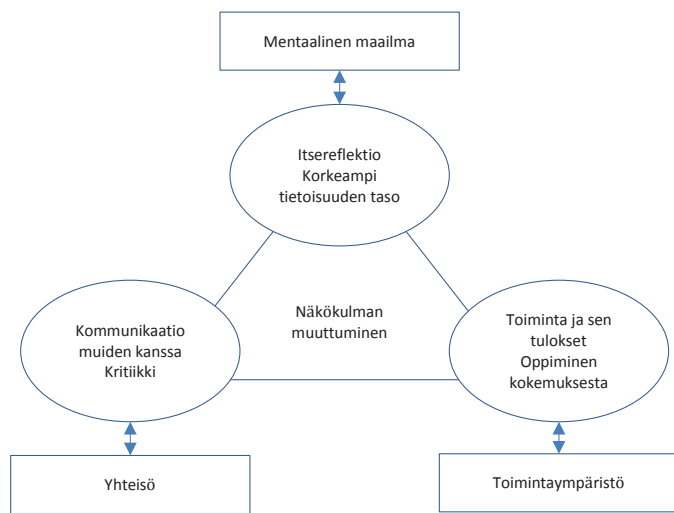 Mentaalinen maailma
Itsereflektio
Korkeampi
tietoisuuden taso
Näkökulman
muuttuminen
Kommunikaatio
muiden kanssa
Kritiikki
Toiminta ja sen
tulokset
Oppiminen
kokemuksesta
Yhteisö
Toimintaympäristö